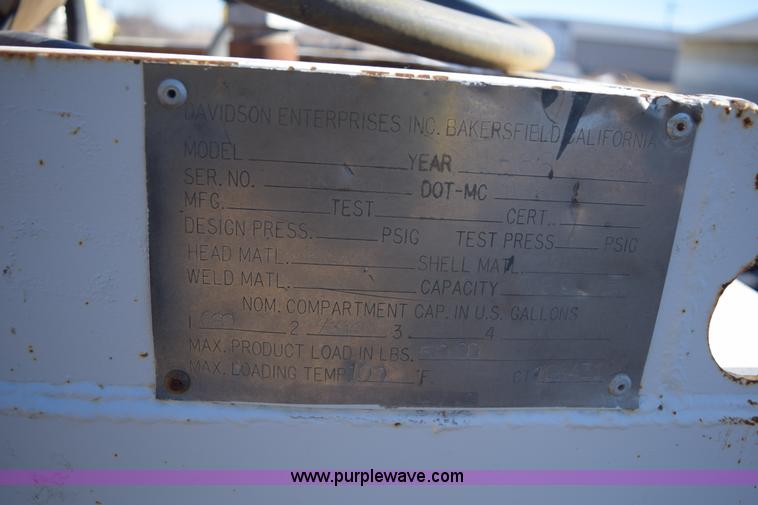 DAVIDSON ENTERPRISES INC. BAKERSFIELD, CALIFORNIA
MODEL YEAR
SER. NO. DOT-MC
MFG. TEST CERT.
DESIGN PRESS. PSIG TEST PRESS. PSIG
HEAD MATL. SHELL MATL.
WELD MATL. CAPACITY
NOM. COMPARTMENT CAP. IN U.S. GALLONS
1 2 3 4
MAX. PRODUCT LOAD IN LBS.
MAX. LOADING TEMP. 100 °F
www.purplewave.com